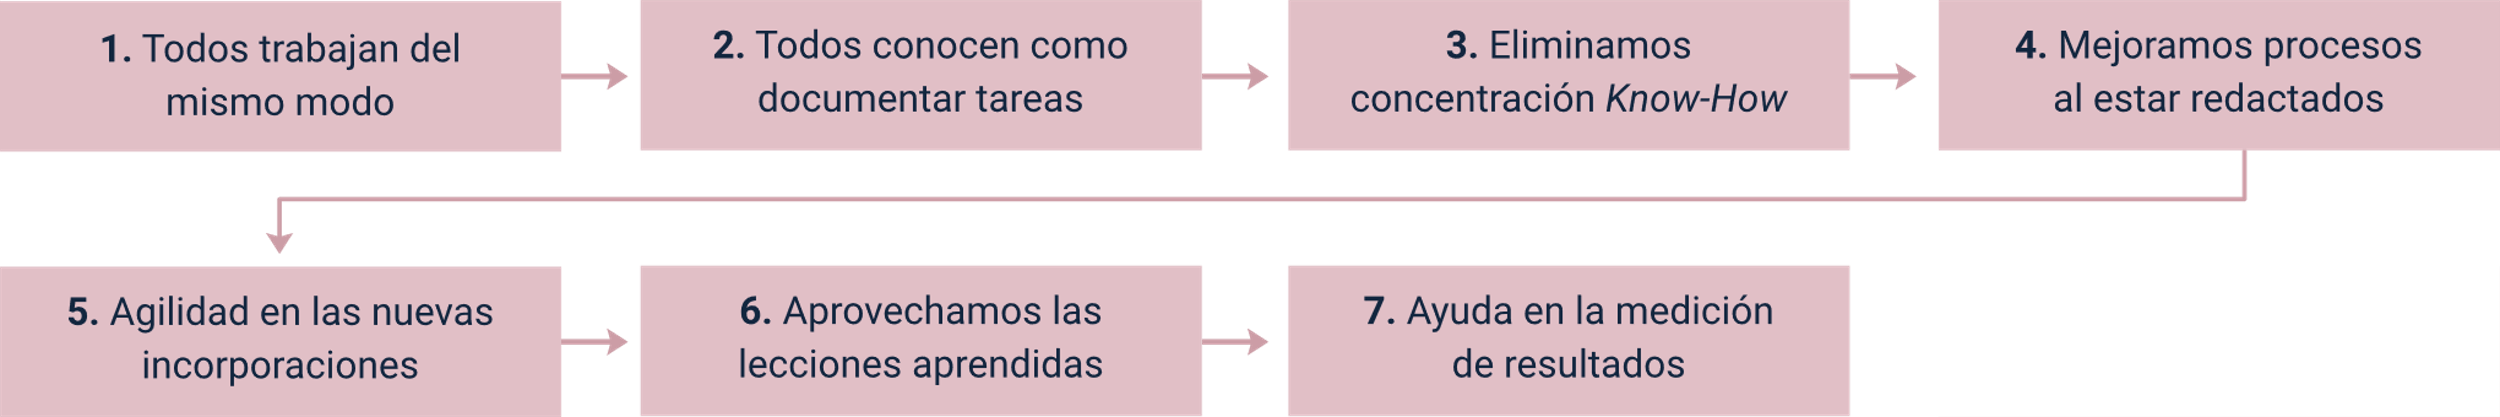 1. Todos trabajan del
mismo modo
2. Todos conocen como
documentar tareas
3. Eliminamos
concentración Know-How
4. Mejoramos procesos
al estar redactados
5. Agilidad en las nuevas
incorporaciones
6. Aprovechamos las
lecciones aprendidas
7. Ayuda en la medición
de resultados